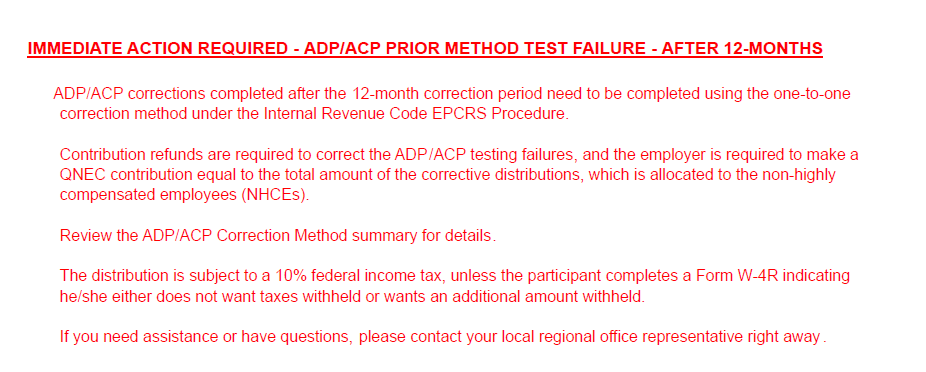 IMMEDIATE ACTION REQUIRED - ADP/ACP PRIOR METHOD TEST FAILURE - AFTER 12-MONTHS
ADP/ACP corrections completed after the 12-month correction period need to be completed using the one-to-one
correction method under the Internal Revenue Code EPCRS Procedure.
Contribution refunds are required to correct the ADP/ACP testing failures, and the employer is required to make a
QNEC contribution equal to the total amount of the corrective distributions, which is allocated to the non-highly
compensated employees (NHCEs).
Review the ADP/ACP Correction Method summary for details.
The distribution is subject to a 10% federal income tax, unless the participant completes a Form W-4R indicating
he/she either does not want taxes withheld or wants an additional amount withheld.
If you need assistance or have questions, please contact your local regional office representative right away.